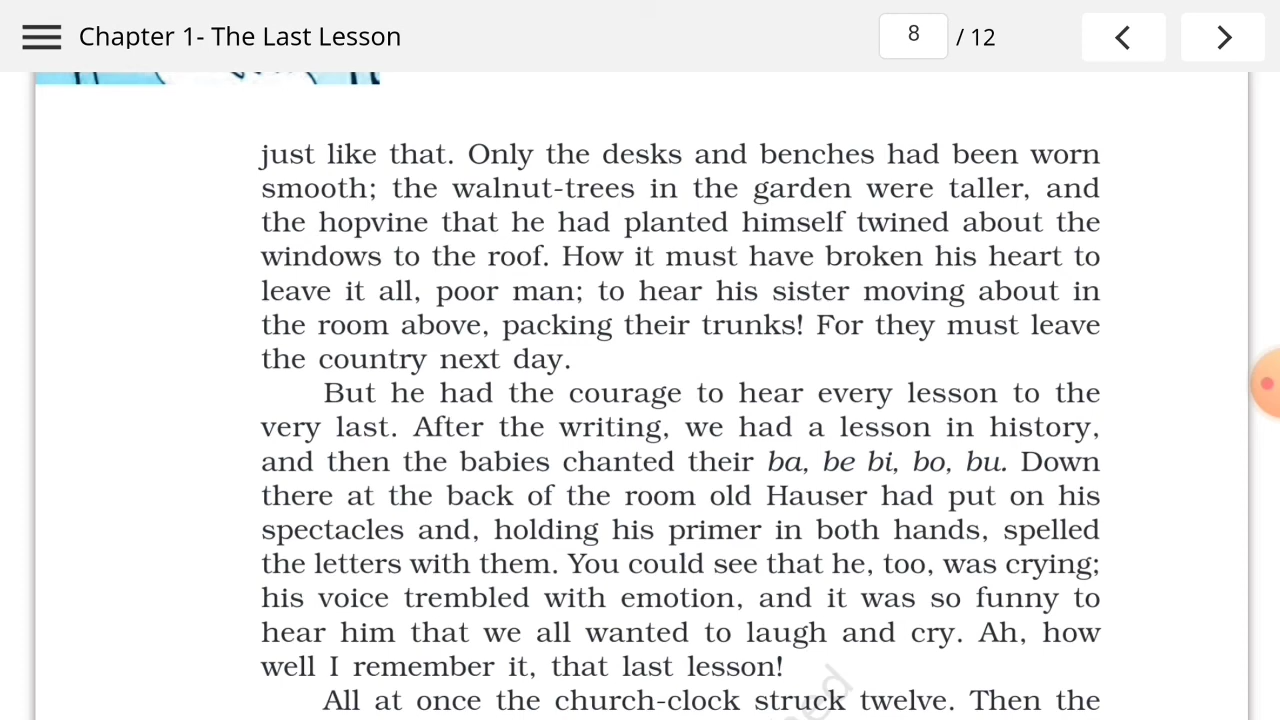 Chapter 1- The Last Lesson
8 / 12
just like that. Only the desks and benches had been worn
smooth; the walnut-trees in the garden were taller, and
the hopvine that he had planted himself twined about the
windows to the roof. How it must have broken his heart to
leave it all, poor man; to hear his sister moving about in
the room above, packing their trunks! For they must leave
the country next day.
But he had the courage to hear every lesson to the
very last. After the writing, we had a lesson in history,
and then the babies chanted their ba, be bi, bo, bu. Down
there at the back of the room old Hauser had put on his
spectacles and, holding his primer in both hands, spelled
the letters with them. You could see that he, too, was crying;
his voice trembled with emotion, and it was so funny to
hear him that we all wanted to laugh and cry. Ah, how
well I remember it, that last lesson!
All at once the church-clock struck twelve. Then the